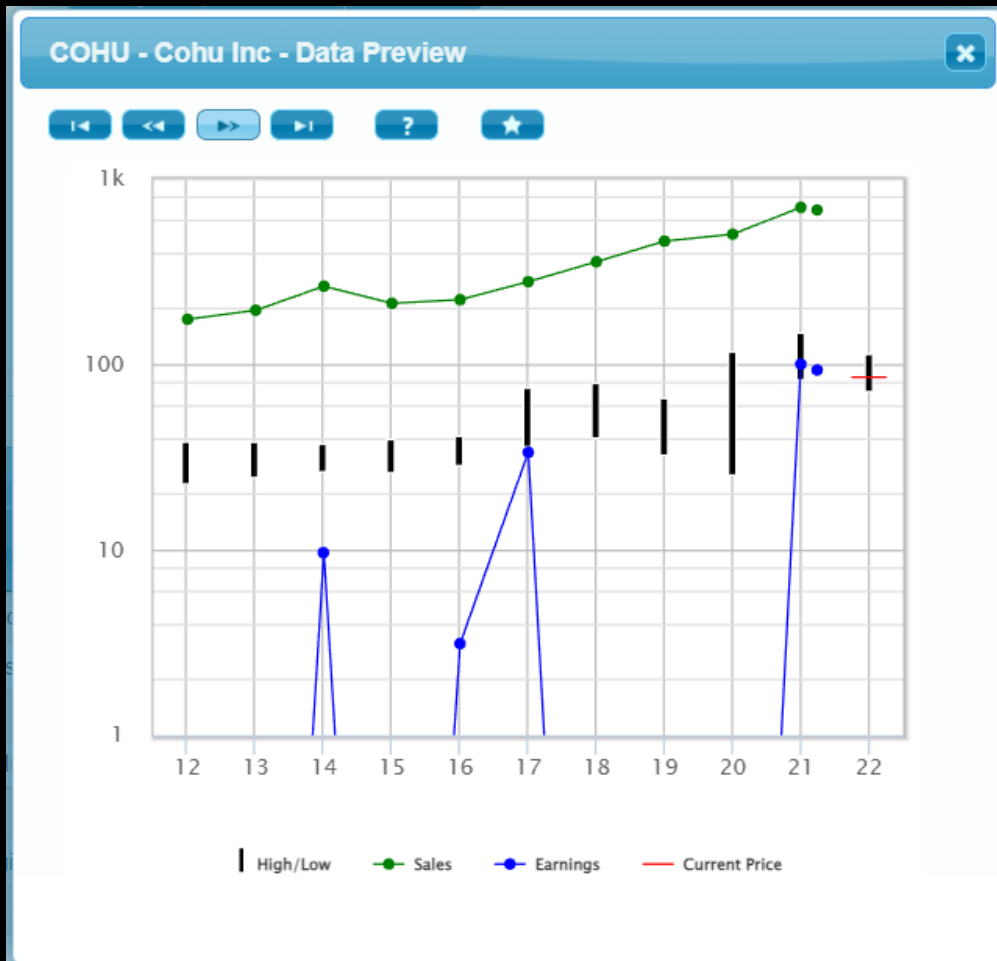 COHU - Cohu Inc - Data Preview
?
1k
100
10
1
12 13 14 15 16 17 18 19 20 21 22
High/Low Sales Earnings Current Price